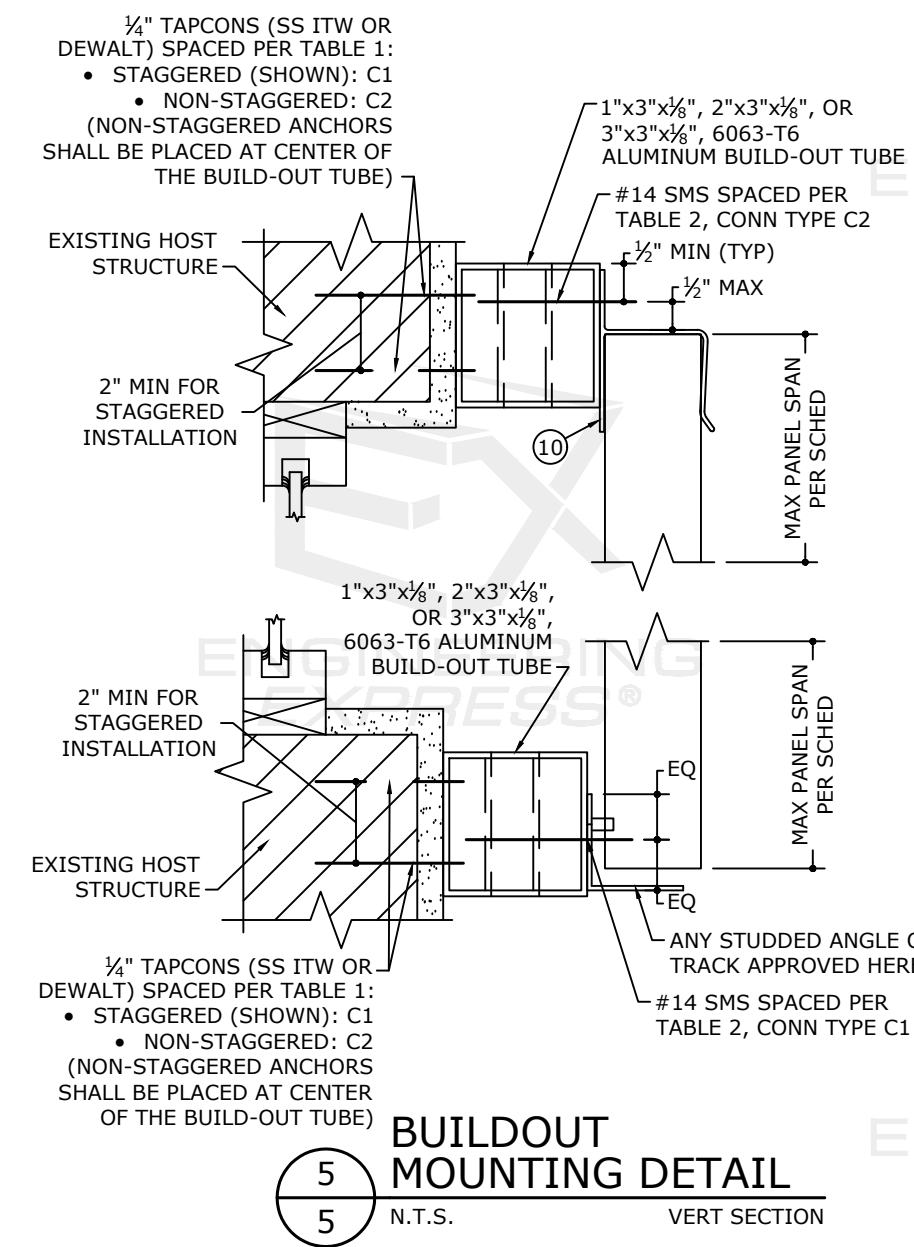 ¼" TAPCONS (SS ITW OR
DEWALT) SPACED PER TABLE 1:
• STAGGERED (SHOWN): C1
• NON-STAGGERED: C2
(NON-STAGGERED ANCHORS
SHALL BE PLACED AT CENTER OF
THE BUILD-OUT TUBE)
1"x3"x⅛", 2"x3"x⅛", OR
3"x3"x⅛", 6063-T6
ALUMINUM BUILD-OUT TUBE
#14 SMS SPACED PER
TABLE 2, CONN TYPE C2
½" MIN (TYP)
½" MAX
EXISTING HOST
STRUCTURE
2" MIN FOR
STAGGERED
INSTALLATION
10
MAX PANEL SPAN
PER SCHED
EX
ENGINEERING
EXPRESS®
1"x3"x⅛", 2"x3"x⅛",
OR 3"x3"x⅛",
6063-T6 ALUMINUM
BUILD-OUT TUBE
2" MIN FOR
STAGGERED
INSTALLATION
MAX PANEL SPAN
PER SCHED
EQ
EQ
EXISTING HOST
STRUCTURE
ANY STUDDED ANGLE
TRACK APPROVED
#14 SMS SPACED PER
TABLE 2, CONN TYPE C1
¼" TAPCONS (SS ITW OR
DEWALT) SPACED PER TABLE 1:
• STAGGERED (SHOWN): C1
• NON-STAGGERED: C2
(NON-STAGGERED ANCHORS
SHALL BE PLACED AT CENTER
OF THE BUILD-OUT TUBE)
5
5
BUILDOUT
MOUNTING DETAIL
N.T.S. VERT SECTION